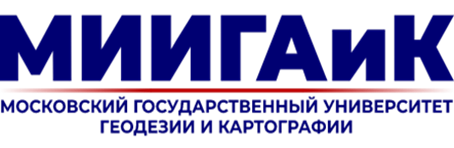 МИИГАиК
МОСКОВСКИЙ ГОСУДАРСТВЕННЫЙ УНИВЕРСИТЕТ
ГЕОДЕЗИИ И КАРТОГРАФИИ